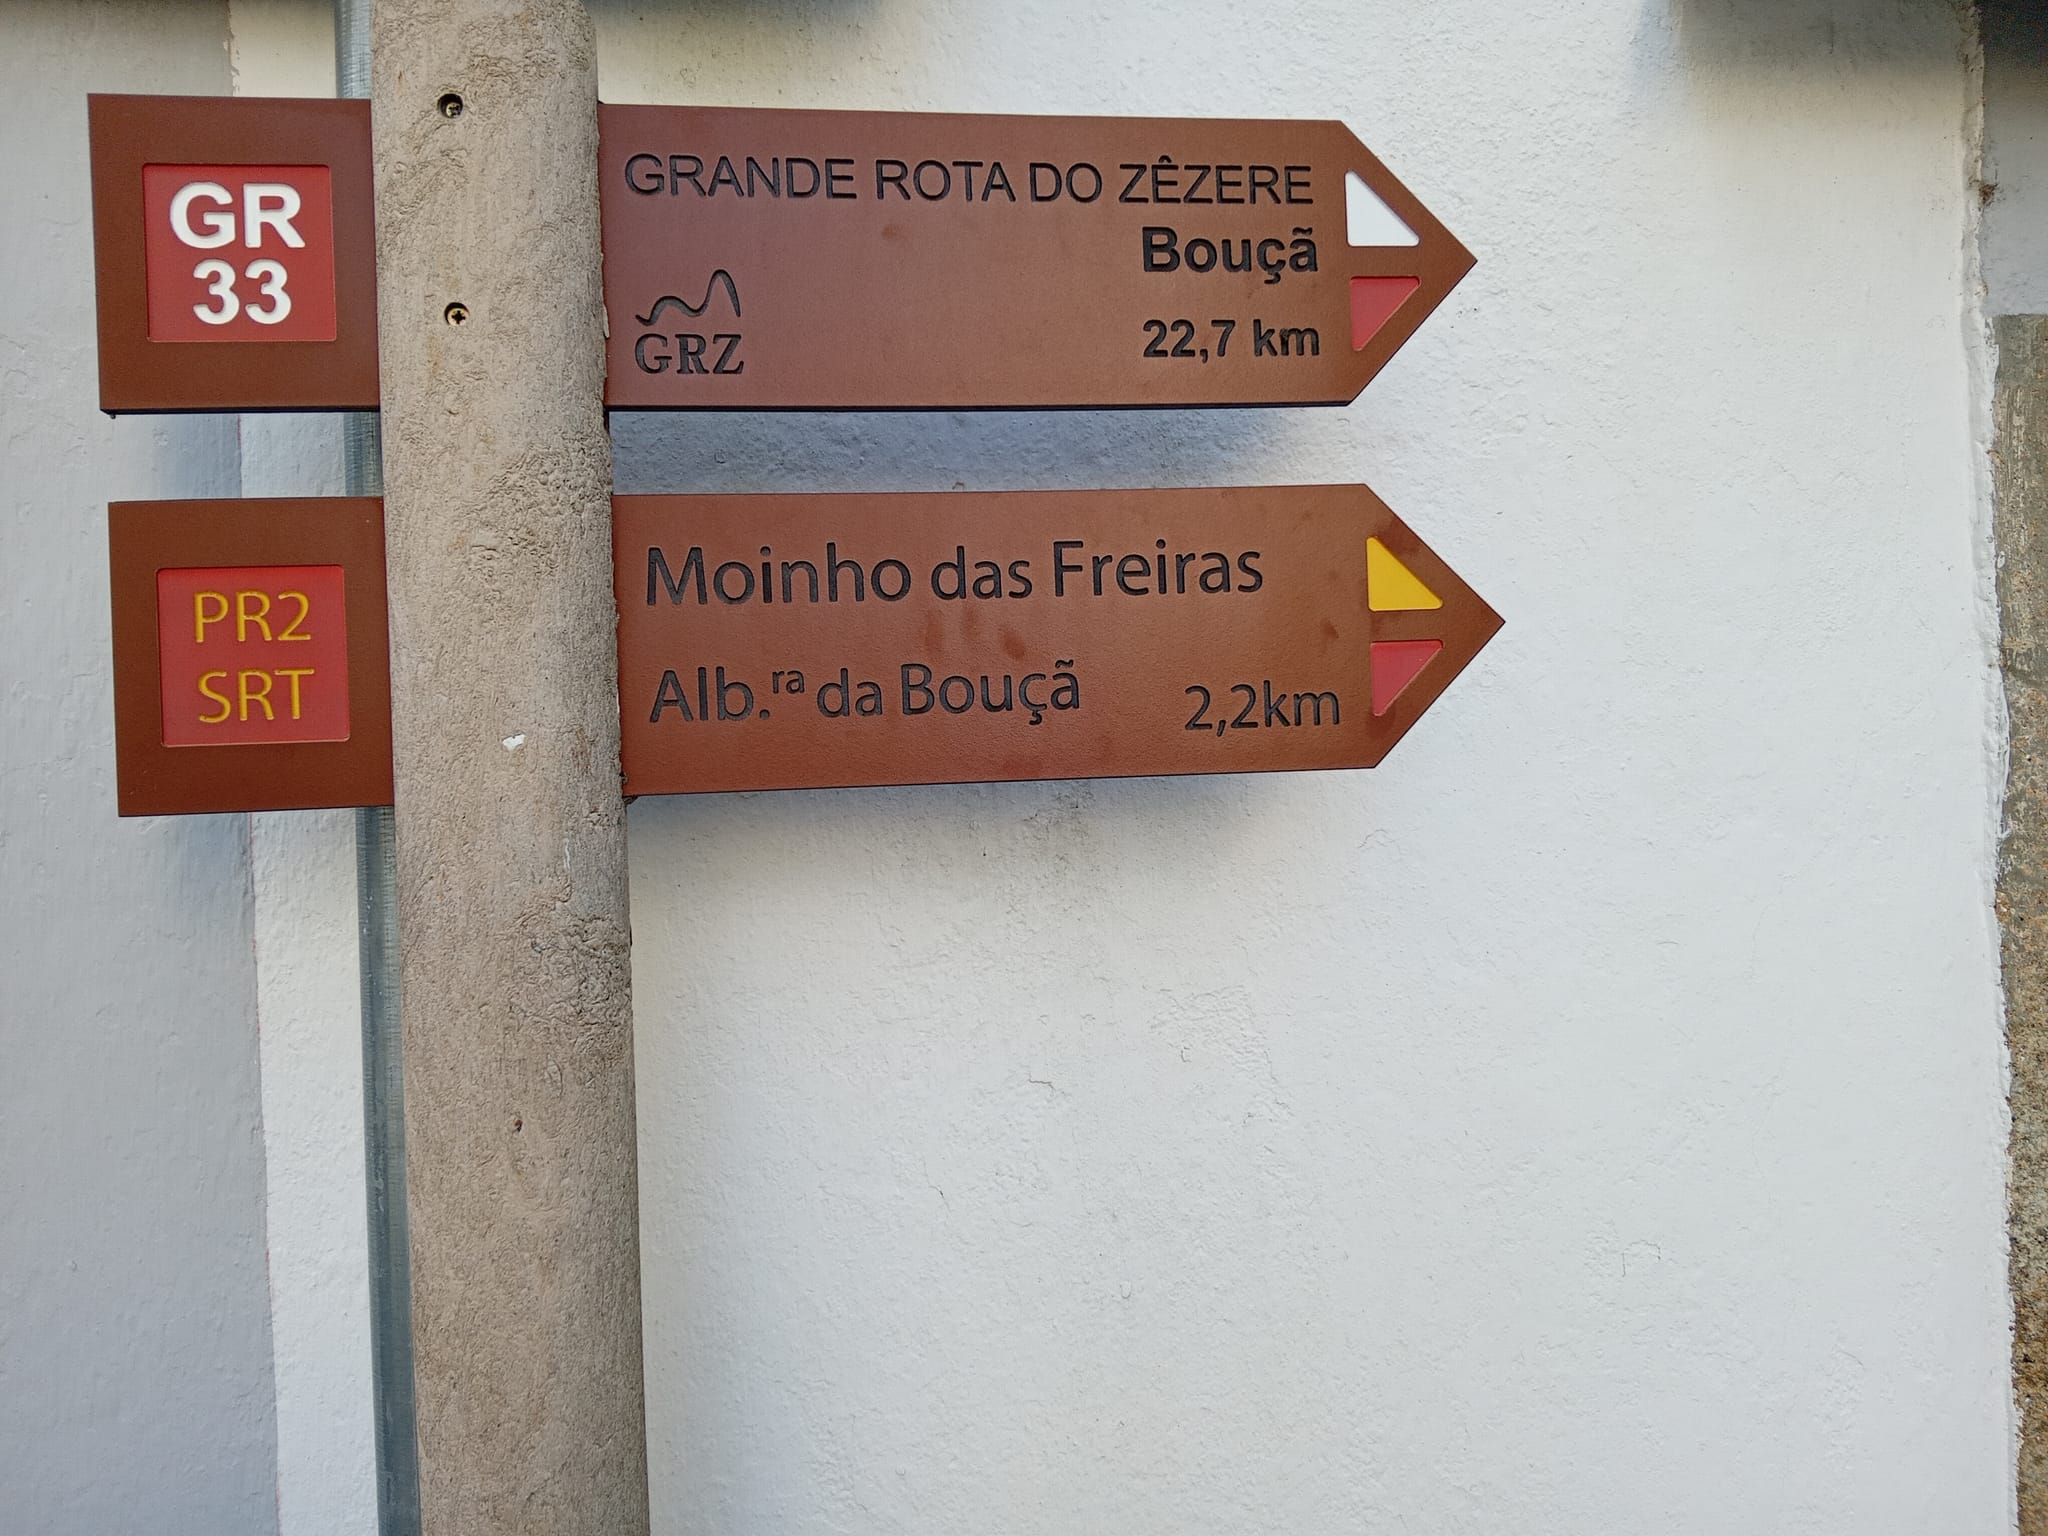 GR
33
GRANDE ROTA DO ZÊZERE
Bouçã
22,7 km
GRZ
PR2
SRT
Moinho das Freiras
Alb.ʳᵃ da Bouçã 2,2km